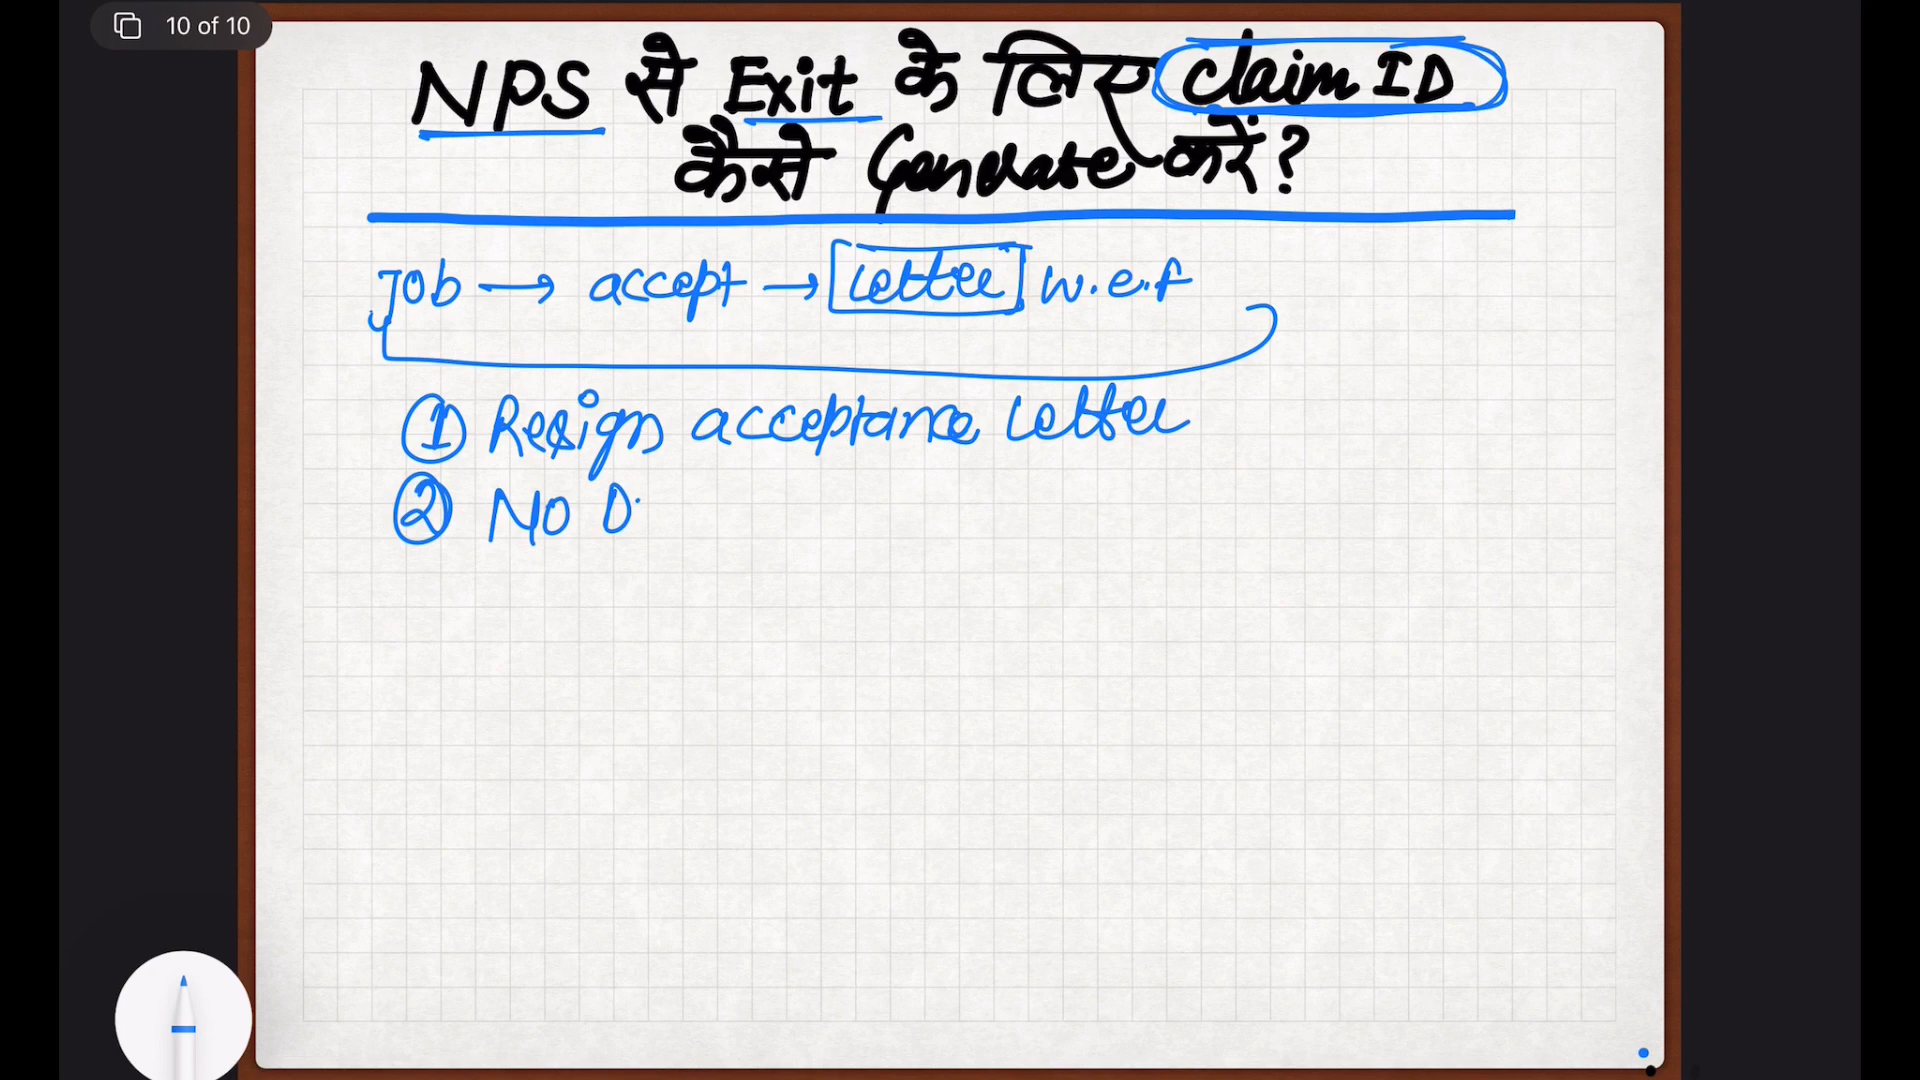 10 of 10
NPS से Exit के लिए Claim ID
कैसे Generate करें?
Job → accept → Letter w.e.f
① Resign acceptance Letter
② No D